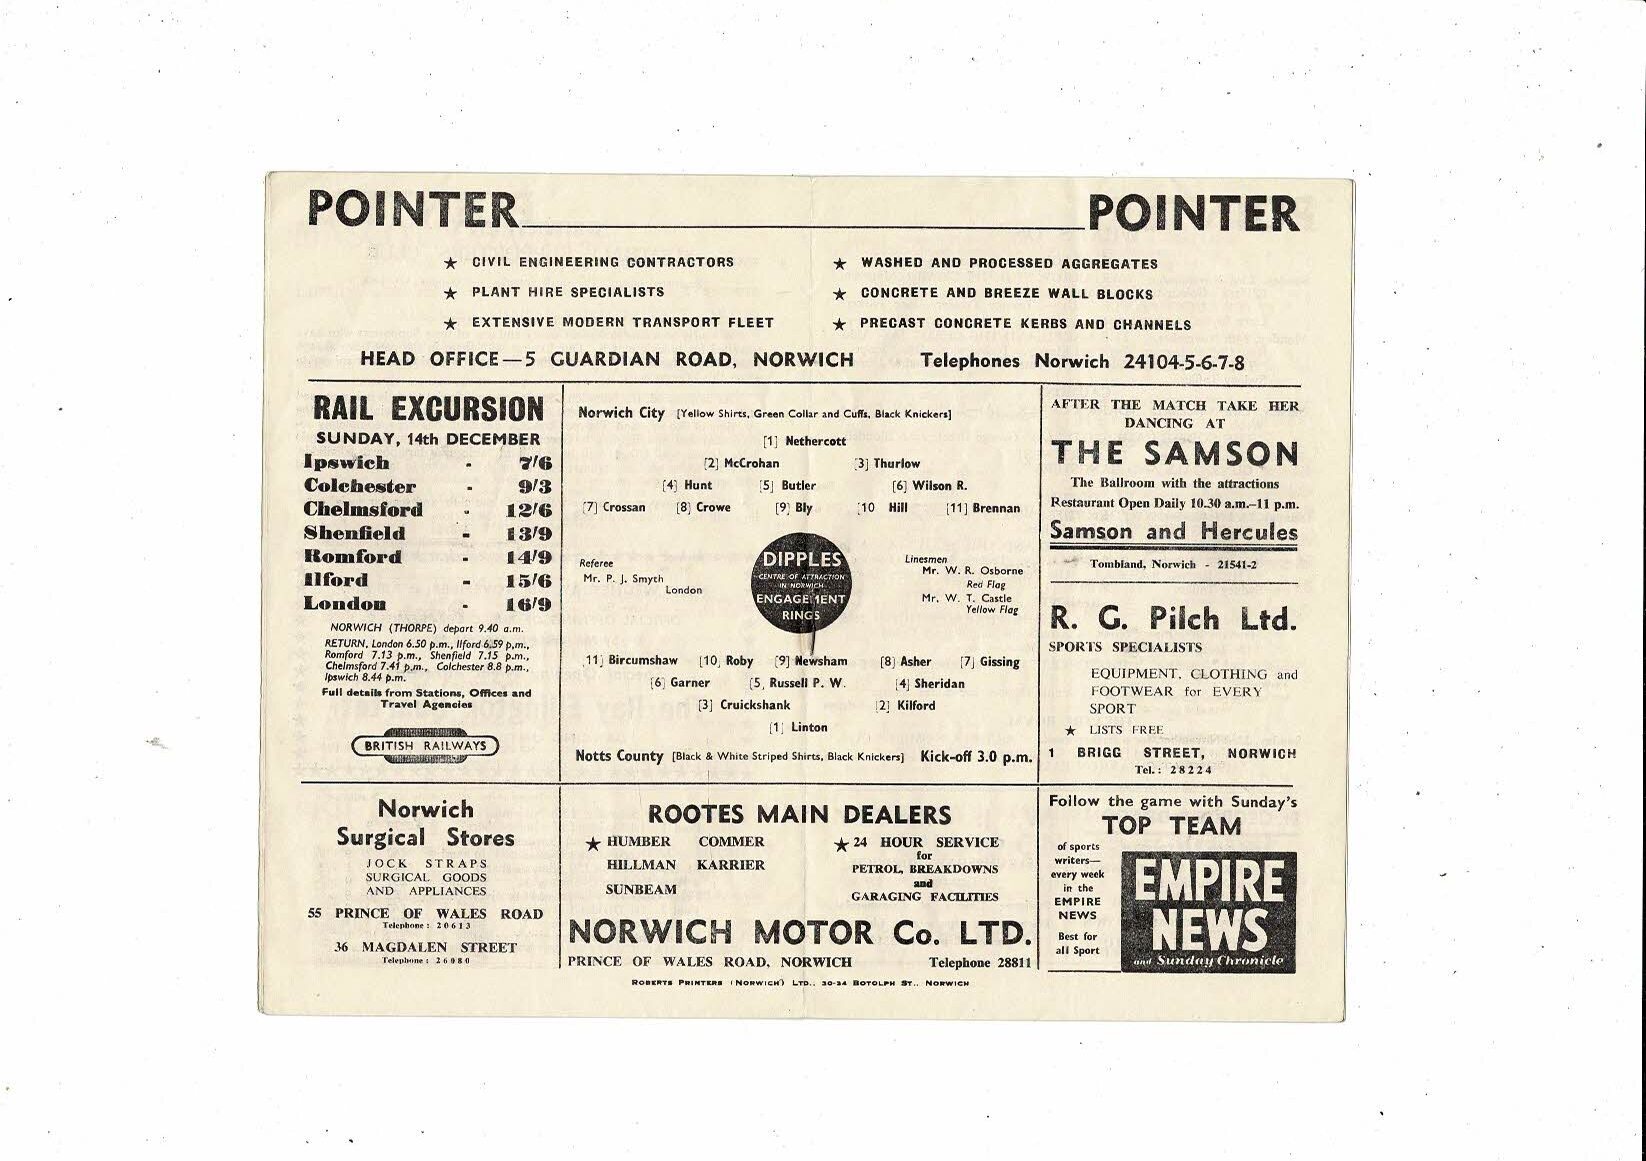 POINTER POINTER
★ CIVIL ENGINEERING CONTRACTORS
★ PLANT HIRE SPECIALISTS
★ EXTENSIVE MODERN TRANSPORT FLEET
★ WASHED AND PROCESSED AGGREGATES
★ CONCRETE AND BREEZE WALL BLOCKS
★ PRECAST CONCRETE KERBS AND CHANNELS
HEAD OFFICE—5 GUARDIAN ROAD, NORWICH Telephones Norwich 24104-5-6-7-8
RAIL EXCURSION
SUNDAY, 14th DECEMBER
Ipswich - 7/6
Colchester - 9/3
Chelmsford - 12/6
Shenfield - 13/9
Romford - 14/9
Ilford - 15/6
London - 16/9
NORWICH (THORPE) depart 9.40 a.m.
RETURN, London 6.50 p.m., Ilford 6.59 p.m.,
Romford 7.13 p.m., Shenfield 7.15 p.m.,
Chelmsford 7.41 p.m., Colchester 8.8 p.m.,
Ipswich 8.44 p.m.
Full details from Stations, Offices and
Travel Agencies
BRITISH RAILWAYS
Norwich City [Yellow Shirts, Green Collar and Cuffs, Black Knickers]
[1] Nethercott
[2] McCrohan [3] Thurlow
[4] Hunt [5] Butler [6] Wilson R.
[7] Crossan [8] Crowe [9] Bly [10 Hill [11] Brennan
Referee
Mr. P. J. Smyth
London
DIPPLES
CENTRE OF ATTRACTION
IN NORWICH
ENGAGEMENT
RINGS
Linesmen
Mr. W. R. Osborne
Red Flag
Mr. W. T. Castle
Yellow Flag
11] Bircumshaw [10, Roby [9] Newsham [8] Asher [7] Gissing
[6] Garner [5, Russell P. W. [4] Sheridan
[3] Cruickshank [2] Kilford
[1] Linton
Notts County [Black & White Striped Shirts, Black Knickers] Kick-off 3.0 p.m.
AFTER THE MATCH TAKE HER
DANCING AT
THE SAMSON
The Ballroom with the attractions
Restaurant Open Daily 10.30 a.m.–11 p.m.
Samson and Hercules
Tombland, Norwich - 21541-2
R. G. Pilch Ltd.
SPORTS SPECIALISTS
EQUIPMENT, CLOTHING and
FOOTWEAR for EVERY
SPORT
★ LISTS FREE
1 BRIGG STREET, NORWICH
Tel.: 28224
Norwich
Surgical Stores
JOCK STRAPS
SURGICAL GOODS
AND APPLIANCES
55 PRINCE OF WALES ROAD
Telephone: 20613
36 MAGDALEN STREET
Telephone: 26080
ROOTES MAIN DEALERS
★ HUMBER COMMER
HILLMAN KARRIER
SUNBEAM
★ 24 HOUR SERVICE
for
PETROL, BREAKDOWNS
and
GARAGING FACILITIES
NORWICH MOTOR Co. LTD.
PRINCE OF WALES ROAD, NORWICH Telephone 28811
Follow the game with Sunday's
TOP TEAM
of sports
writers—
every week
in the
EMPIRE
NEWS
Best for
all Sport
EMPIRE
NEWS
and Sunday Chronicle
ROBERTS PRINTERS (NORWICH) LTD., 30-34 BOTOLPH ST., NORWICH